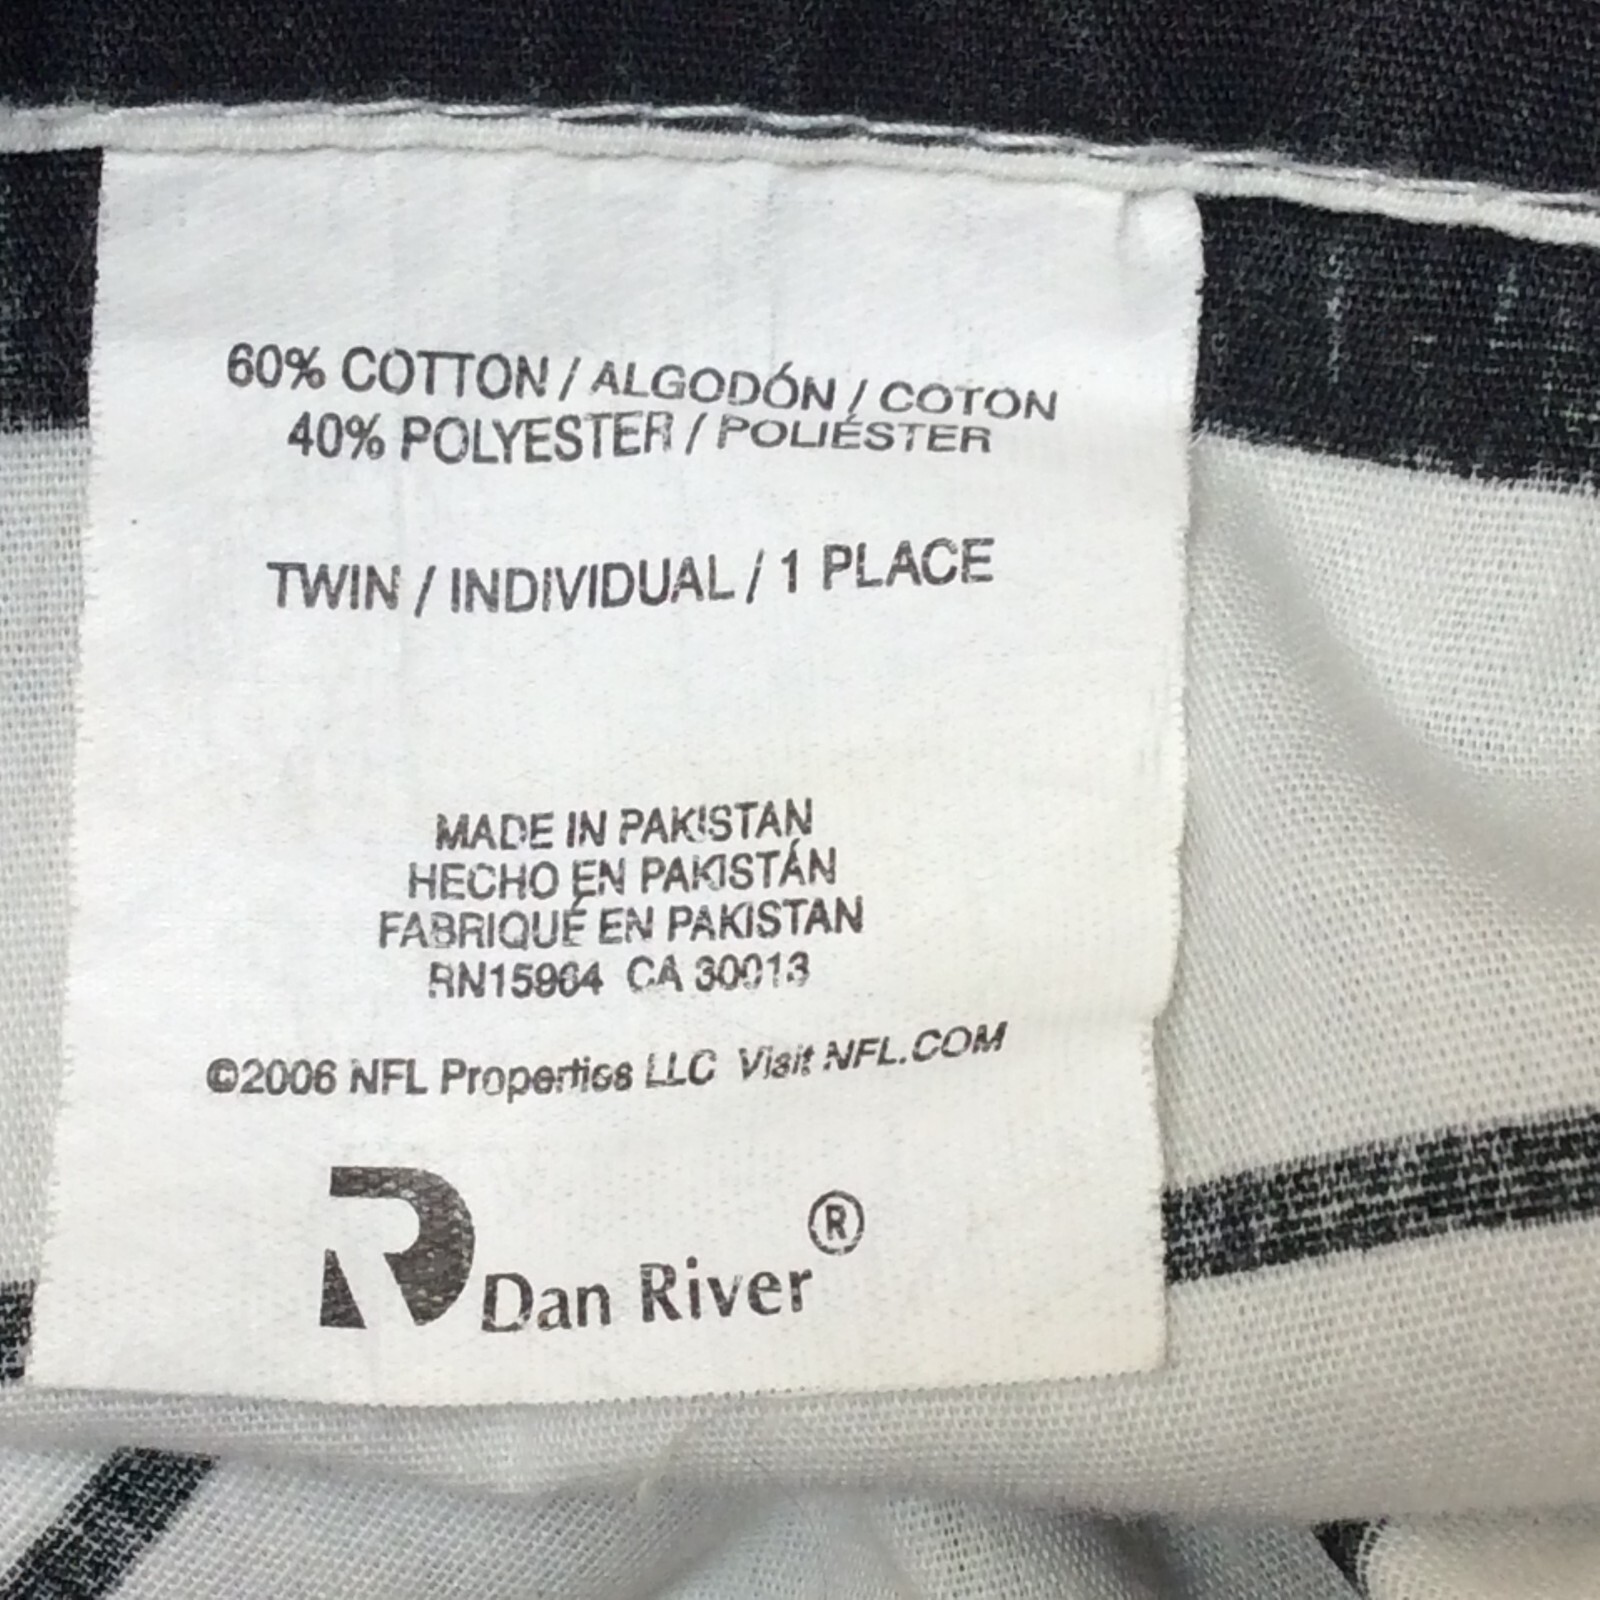 60% COTTON / ALGODÓN / COTON
40% POLYESTER / POLIÉSTER
TWIN / INDIVIDUAL / 1 PLACE
MADE IN PAKISTAN
HECHO EN PAKISTÁN
FABRIQUÉ EN PAKISTAN
RN15964 CA 30013
©2006 NFL Properties LLC Visit NFL.COM
Dan River®